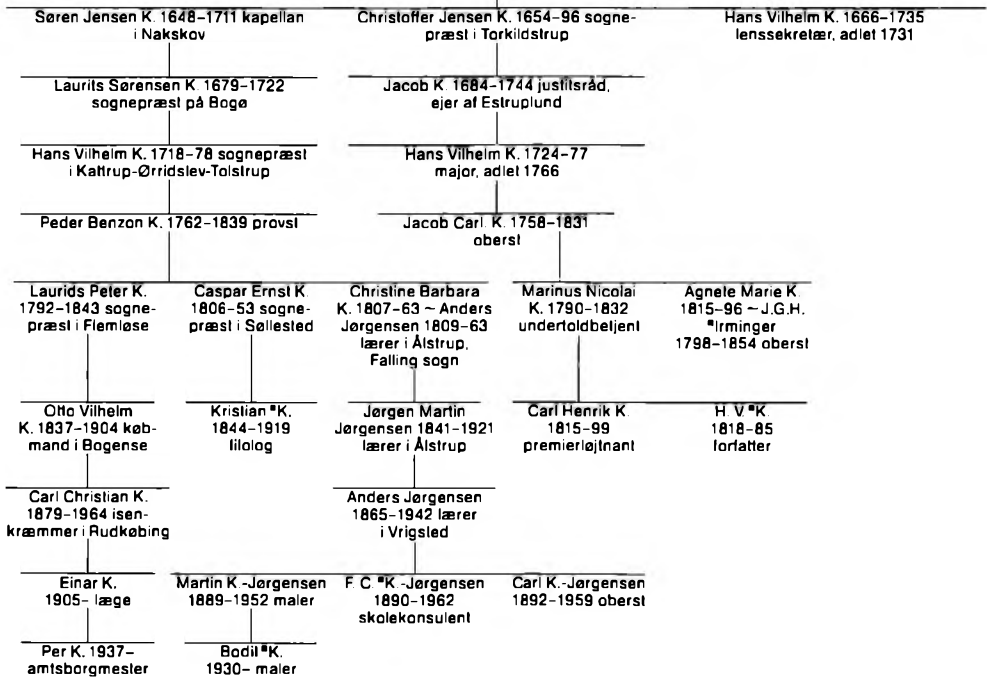 Søren Jensen K. 1648–1711 kapellan
i Nakskov
Christoffer Jensen K. 1654–96 sogne-
præst i Torkildstrup
Hans Vilhelm K. 1666–1735
lenssekretær, adlet 1731
Laurits Sørensen K. 1679–1722
sognepræst på Bogø
Jacob K. 1684–1744 justitsråd,
ejer af Estruplund
Hans Vilhelm K. 1718–78 sognepræst
i Kattrup-Ørridslev-Tolstrup
Hans Vilhelm K. 1724–77
major, adlet 1766
Peder Benzon K. 1762–1839 provst
Jacob Carl K. 1758–1831
oberst
Laurids Peter K.
1792–1843 sogne-
præst i Flemløse
Caspar Ernst K.
1806–53 sogne-
præst i Søllested
Christine Barbara
K. 1807–63 ~ Anders
Jørgensen 1809–63
lærer i Ålstrup,
Falling sogn
Marinus Nicolai
K. 1790–1832
undertoldbetjent
Agnete Marie K.
1815–96 ~ J.G.H.
*Irminger
1798–1854 oberst
Otto Vilhelm
K. 1837–1904 køb-
mand i Bogense
Kristian *K.
1844–1919
filolog
Jørgen Martin
Jørgensen 1841–1921
lærer i Ålstrup
Carl Henrik K.
1815–99
premierløjtnant
H. V. *K.
1818–85
forfatter
Carl Christian K.
1879–1964 isen-
kræmmer i Rudkøbing
Anders Jørgensen
1865–1942 lærer
i Vrigsted
Einar K.
1905– læge
Martin K.-Jørgensen
1889–1952 maler
F. C. *K.-Jørgensen
1890–1962
skolekonsulent
Carl K.-Jørgensen
1892–1959 oberst
Per K. 1937–
amtsborgmester
Bodil *K.
1930– maler